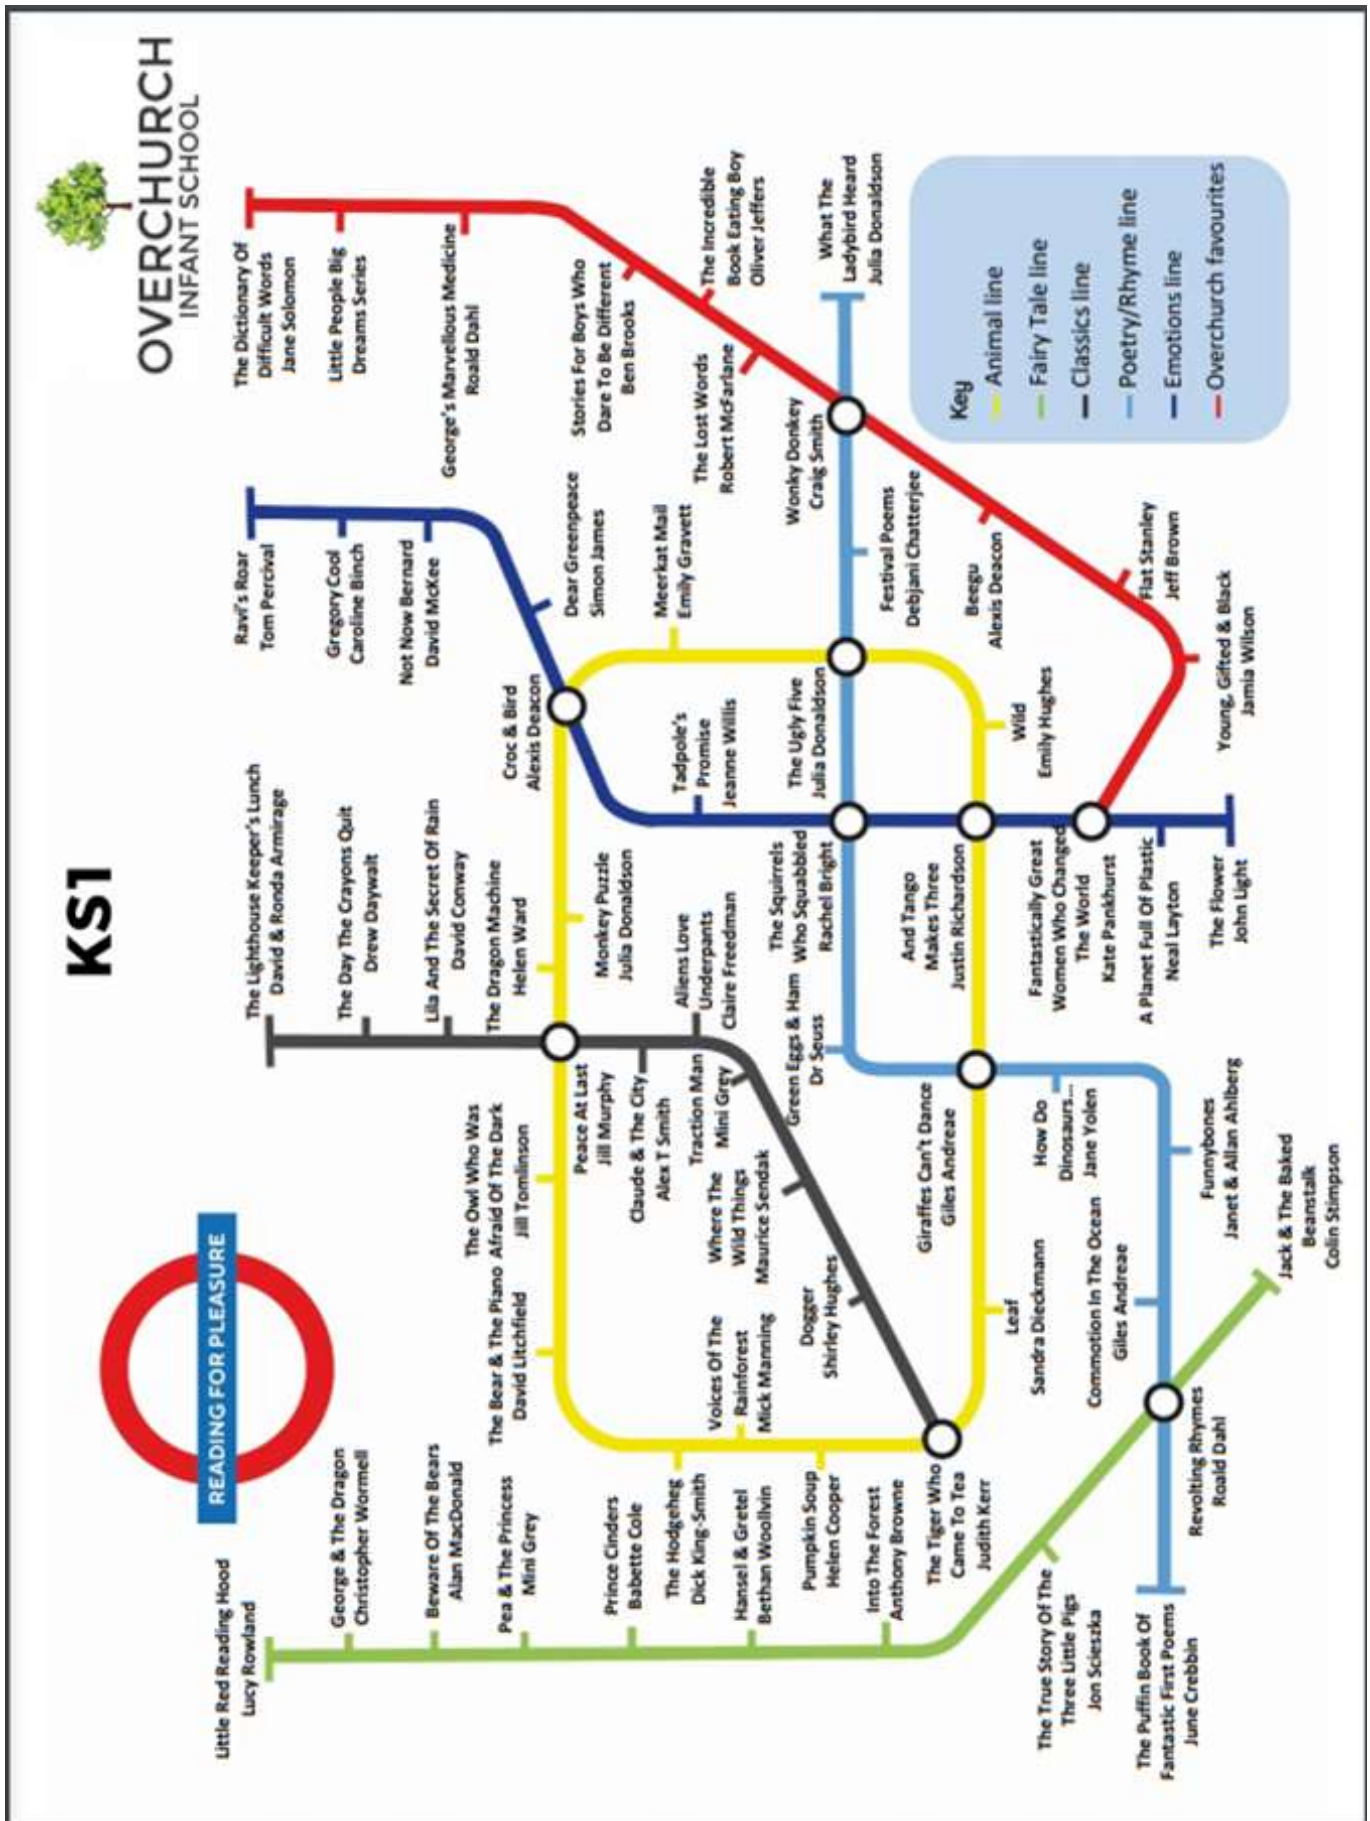 READING FOR PLEASURE
KS1
OVERCHURCH
INFANT SCHOOL
Little Red Reading Hood
Lucy Rowland
George & The Dragon
Christopher Wormell
Beware Of The Bears
Alan MacDonald
Pea & The Princess
Mini Grey
Prince Cinders
Babette Cole
The Hodgeheg
Dick King-Smith
Hansel & Gretel
Bethan Woollvin
Pumpkin Soup
Helen Cooper
Into The Forest
Anthony Browne
The Tiger Who
Came To Tea
Judith Kerr
The True Story Of The
Three Little Pigs
Jon Scieszka
The Puffin Book Of
Fantastic First Poems
June Crebbin
Revolting Rhymes
Roald Dahl
Jack & The Baked
Beanstalk
Colin Stimpson
The Owl Who Was
Afraid Of The Dark
Jill Tomlinson
The Bear & The Piano
David Litchfield
Voices Of The
Rainforest
Mick Manning
Dogger
Shirley Hughes
Where The
Wild Things
Maurice Sendak
Traction Man
Mini Grey
Claude & The City
Alex T Smith
Peace At Last
Jill Murphy
Leaf
Sandra Dieckmann
Commotion In The Ocean
Giles Andreae
Funnybones
Janet & Allan Ahlberg
How Do
Dinosaurs...
Jane Yolen
Giraffes Can't Dance
Giles Andreae
Green Eggs & Ham
Dr Seuss
The Lighthouse Keeper's Lunch
David & Ronda Armirage
The Day The Crayons Quit
Drew Daywalt
Lila And The Secret Of Rain
David Conway
The Dragon Machine
Helen Ward
Monkey Puzzle
Julia Donaldson
Aliens Love
Underpants
Claire Freedman
The Squirrels
Who Squabbled
Rachel Bright
And Tango
Makes Three
Justin Richardson
Fantastically Great
Women Who Changed
The World
Kate Pankhurst
A Planet Full Of Plastic
Neal Layton
The Flower
John Light
Ravi's Roar
Tom Percival
Gregory Cool
Caroline Binch
Not Now Bernard
David McKee
Dear Greenpeace
Simon James
Croc & Bird
Alexis Deacon
Meerkat Mail
Emily Gravett
Tadpole's
Promise
Jeanne Willis
The Ugly Five
Julia Donaldson
Wild
Emily Hughes
Festival Poems
Debjani Chatterjee
Wonky Donkey
Craig Smith
Beegu
Alexis Deacon
Flat Stanley
Jeff Brown
Young, Gifted & Black
Jamia Wilson
The Dictionary Of
Difficult Words
Jane Solomon
Little People Big
Dreams Series
George's Marvellous Medicine
Roald Dahl
Stories For Boys Who
Dare To Be Different
Ben Brooks
The Incredible
Book Eating Boy
Oliver Jeffers
The Lost Words
Robert McFarlane
What The
Ladybird Heard
Julia Donaldson
Key
Animal line
Fairy Tale line
Classics line
Poetry/Rhyme line
Emotions line
Overchurch favourites